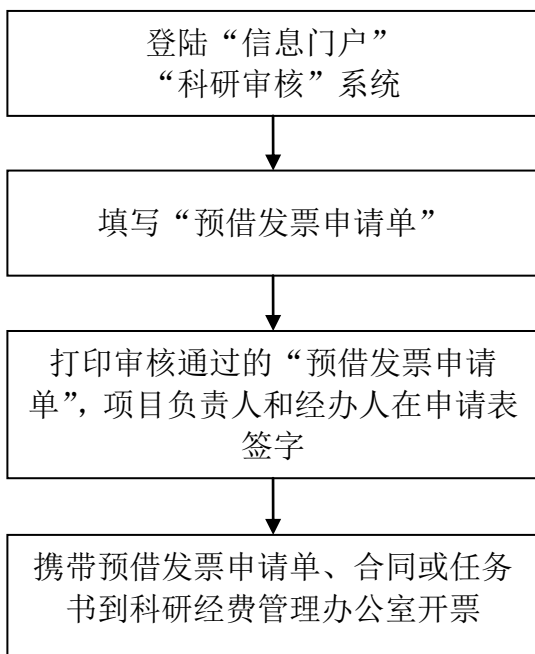 登陆“信息门户”
“科研审核”系统
填写“预借发票申请单”
打印审核通过的“预借发票申请
单”，项目负责人和经办人在申请表
签字
携带预借发票申请单、合同或任务
书到科研经费管理办公室开票